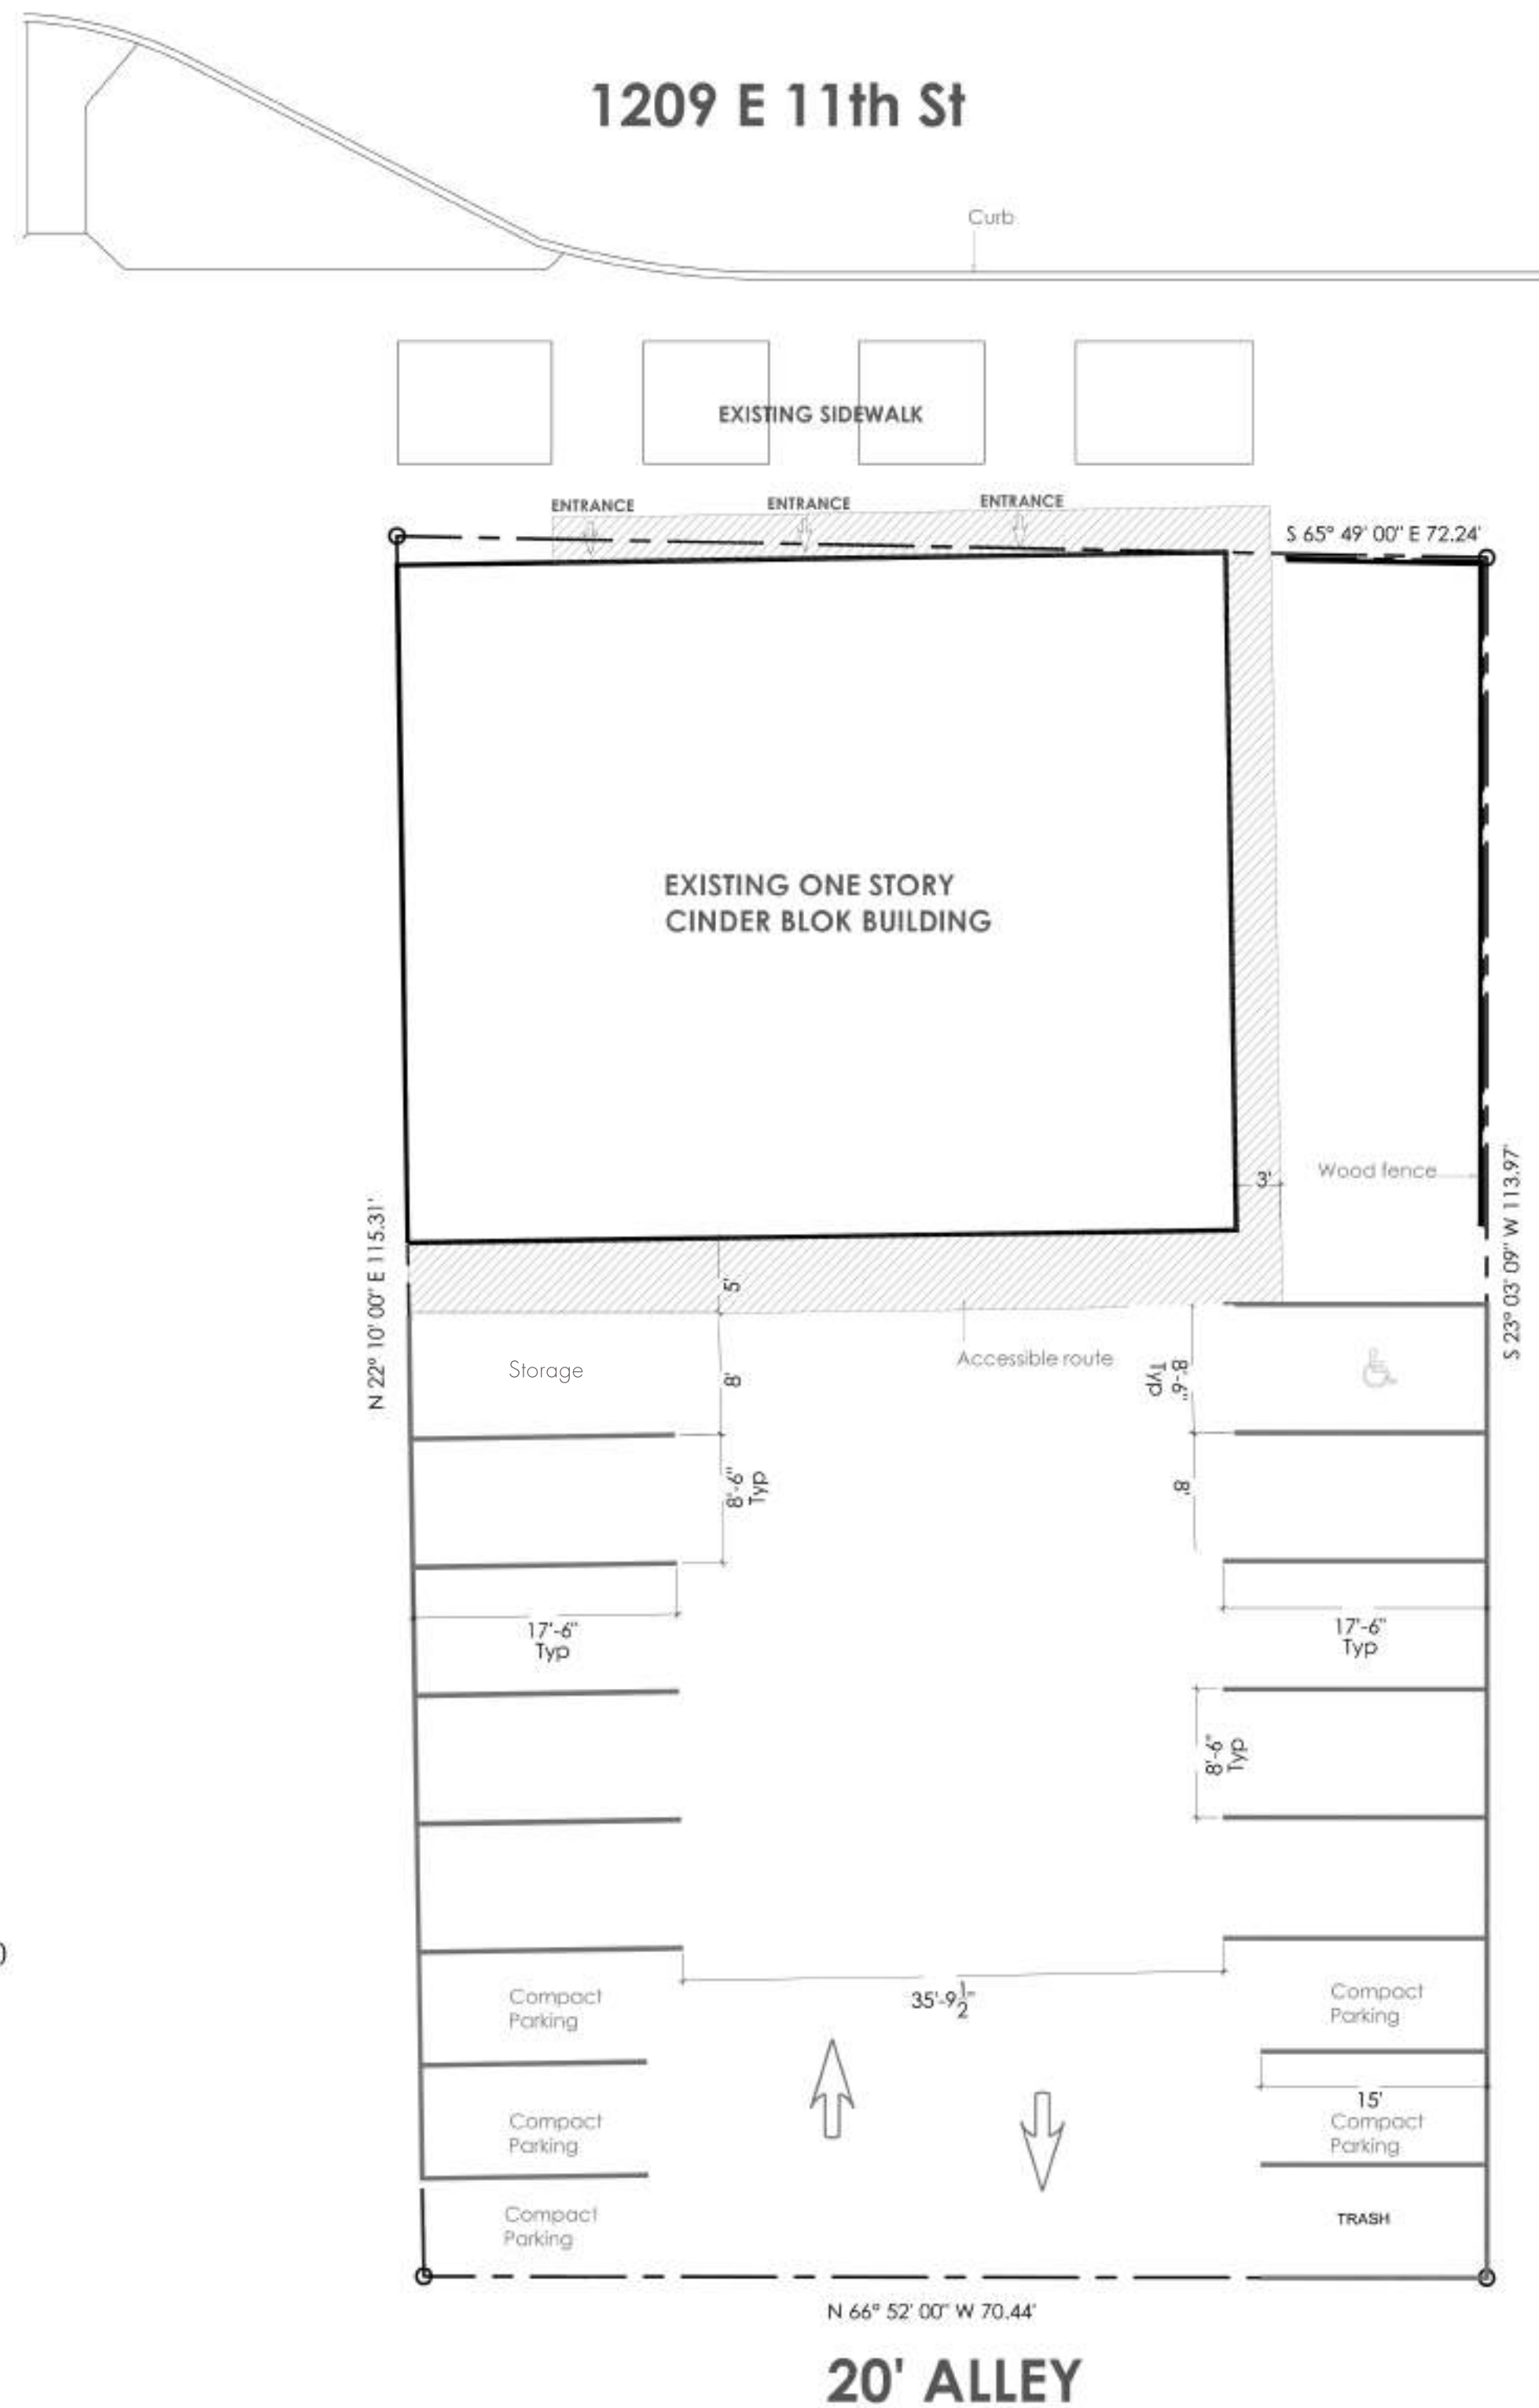 1209 E 11th St
Curb
EXISTING SIDEWALK
ENTRANCE
ENTRANCE
ENTRANCE
S 65° 49' 00" E 72.24'
EXISTING ONE STORY
CINDER BLOK BUILDING
3'
Wood fence
N 22° 10' 00" E 115.31'
S 23° 03' 09" W 113.97'
5'
Storage
8'
Accessible route
8'-6"
Typ
8'-6"
Typ
8'
17'-6"
Typ
17'-6"
Typ
8'-6"
Typ
35'-9½"
Compact
Parking
Compact
Parking
15'
Compact
Parking
Compact
Parking
Compact
Parking
TRASH
N 66° 52' 00" W 70.44'
20' ALLEY